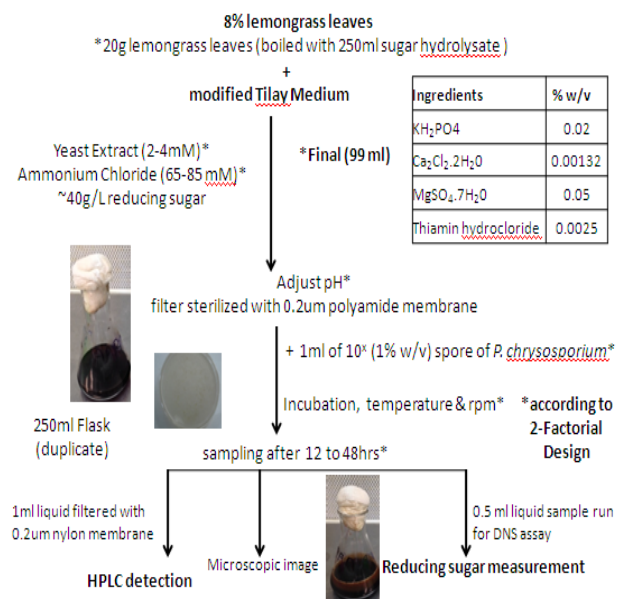 8% lemongrass leaves
*20g lemongrass leaves (boiled with 250ml sugar hydrolysate )
+
modified Tilay Medium
Ingredients % w/v
KH₂PO4 0.02
Ca₂Cl₂.2H₂0 0.00132
MgSO₄.7H₂0 0.05
Thiamin hydrocloride 0.0025
Yeast Extract (2-4mM)*
Ammonium Chloride (65-85 mM)*
~40g/L reducing sugar
*Final (99 ml)
Adjust pH*
filter sterilized with 0.2um polyamide membrane
+ 1ml of 10ˣ (1% w/v) spore of P. chrysosporium*
250ml Flask
(duplicate)
Incubation, temperature & rpm*
*according to
2-Factorial
Design
sampling after 12 to 48hrs*
1ml liquid filtered with
0.2um nylon membrane
0.5 ml liquid sample run
for DNS assay
HPLC detection
Microscopic image
Reducing sugar measurement